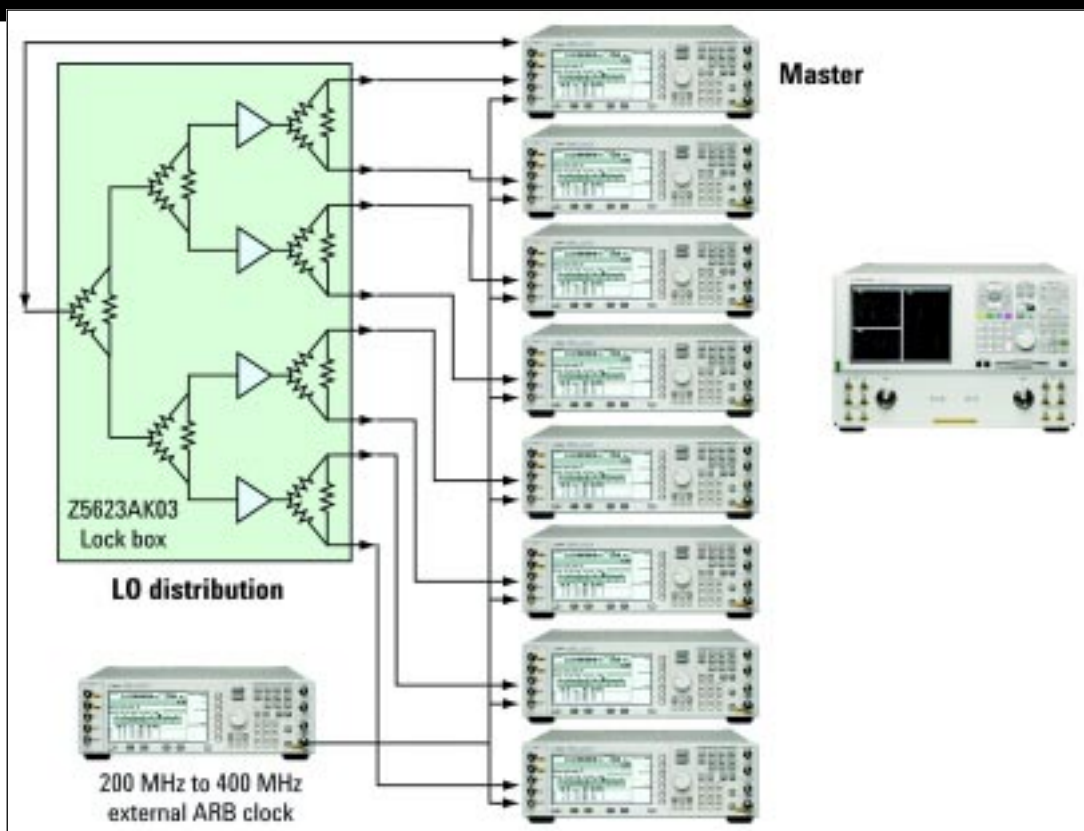 Master
Z5623AK03
Lock box
LO distribution
200 MHz to 400 MHz
external ARB clock